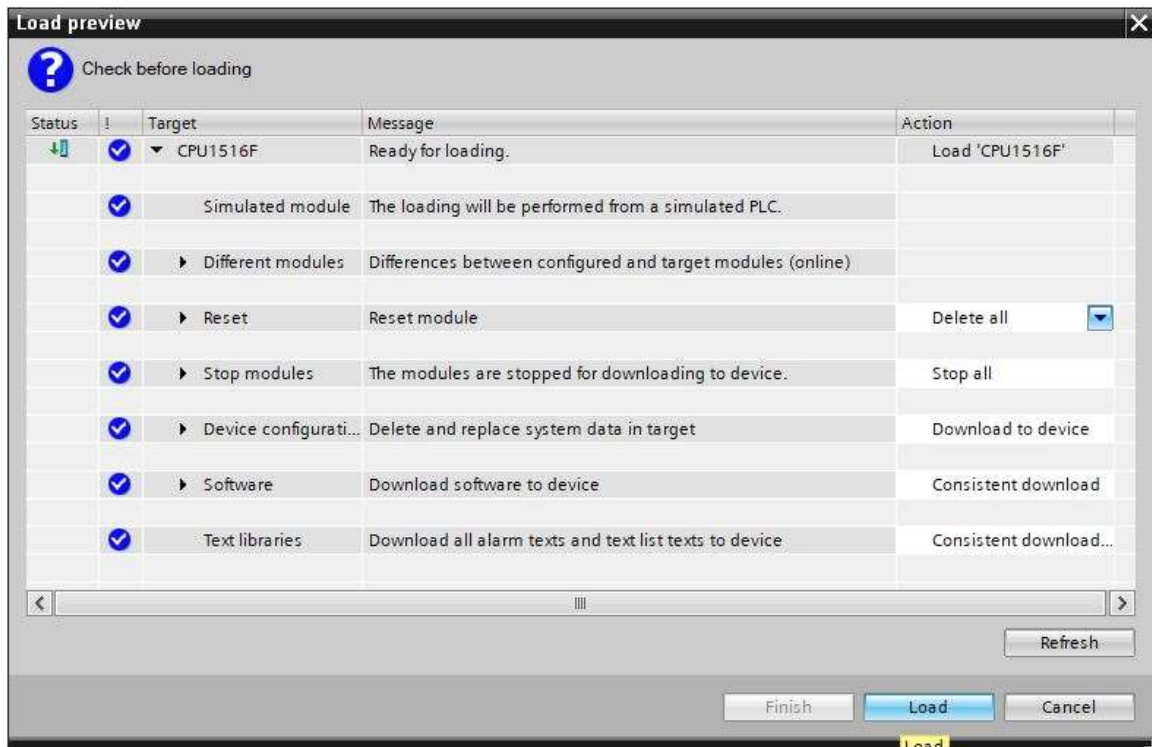 Load preview
Check before loading
Status ! Target Message Action
CPU1516F Ready for loading. Load 'CPU1516F'
Simulated module The loading will be performed from a simulated PLC.
Different modules Differences between configured and target modules (online)
Reset Reset module Delete all
Stop modules The modules are stopped for downloading to device. Stop all
Device configurati... Delete and replace system data in target Download to device
Software Download software to device Consistent download
Text libraries Download all alarm texts and text list texts to device Consistent download...
Refresh
Finish Load Cancel
Load